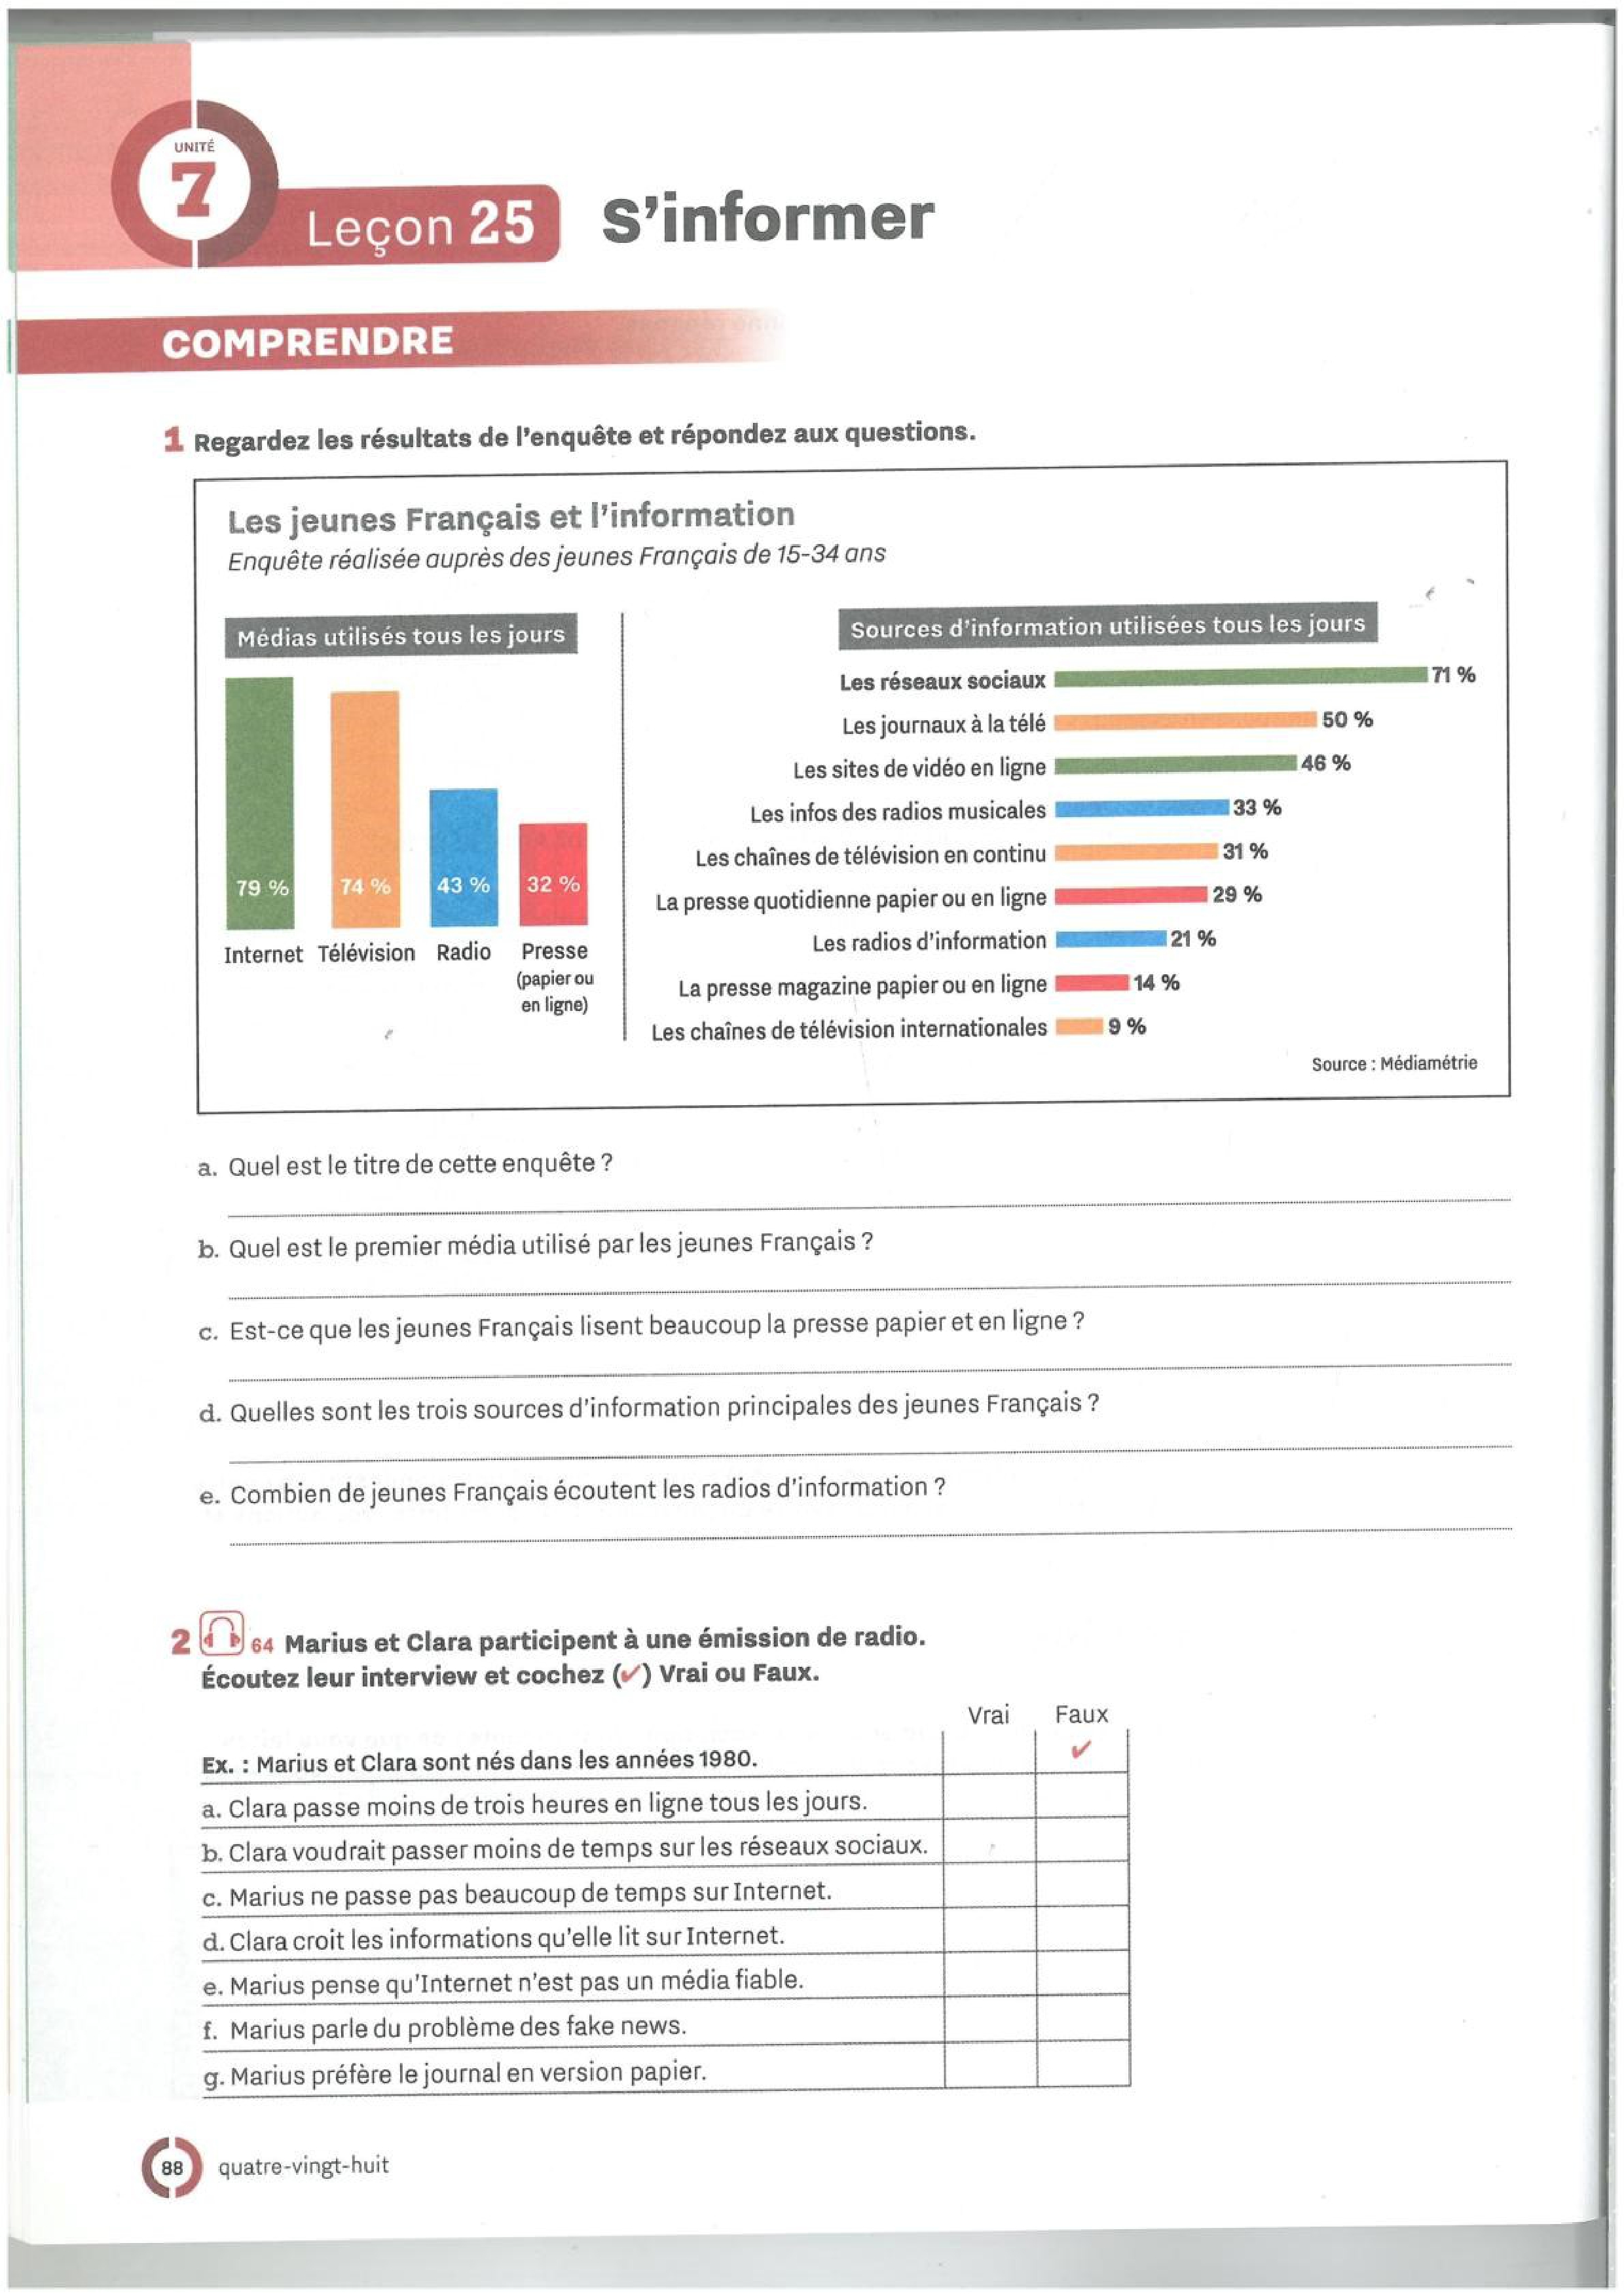 UNITÉ
7
Leçon 25
S'informer
COMPRENDRE
1 Regardez les résultats de l'enquête et répondez aux questions.
Les jeunes Français et l'information
Enquête réalisée auprès des jeunes Français de 15-34 ans
Médias utilisés tous les jours
79 % 74 % 43 % 32 %
Internet Télévision Radio Presse
(papier ou
en ligne)
Sources d'information utilisées tous les jours
Les réseaux sociaux 71 %
Les journaux à la télé 50 %
Les sites de vidéo en ligne 46 %
Les infos des radios musicales 33 %
Les chaînes de télévision en continu 31 %
La presse quotidienne papier ou en ligne 29 %
Les radios d'information 21 %
La presse magazine papier ou en ligne 14 %
Les chaînes de télévision internationales 9 %
Source : Médiamétrie
a. Quel est le titre de cette enquête ?
b. Quel est le premier média utilisé par les jeunes Français ?
c. Est-ce que les jeunes Français lisent beaucoup la presse papier et en ligne ?
d. Quelles sont les trois sources d'information principales des jeunes Français ?
e. Combien de jeunes Français écoutent les radios d'information ?
2 64 Marius et Clara participent à une émission de radio.
Écoutez leur interview et cochez (✔) Vrai ou Faux.
Vrai Faux
Ex. : Marius et Clara sont nés dans les années 1980. ✔
a. Clara passe moins de trois heures en ligne tous les jours.
b. Clara voudrait passer moins de temps sur les réseaux sociaux.
c. Marius ne passe pas beaucoup de temps sur Internet.
d. Clara croit les informations qu'elle lit sur Internet.
e. Marius pense qu'Internet n'est pas un média fiable.
f. Marius parle du problème des fake news.
g. Marius préfère le journal en version papier.
88 quatre-vingt-huit